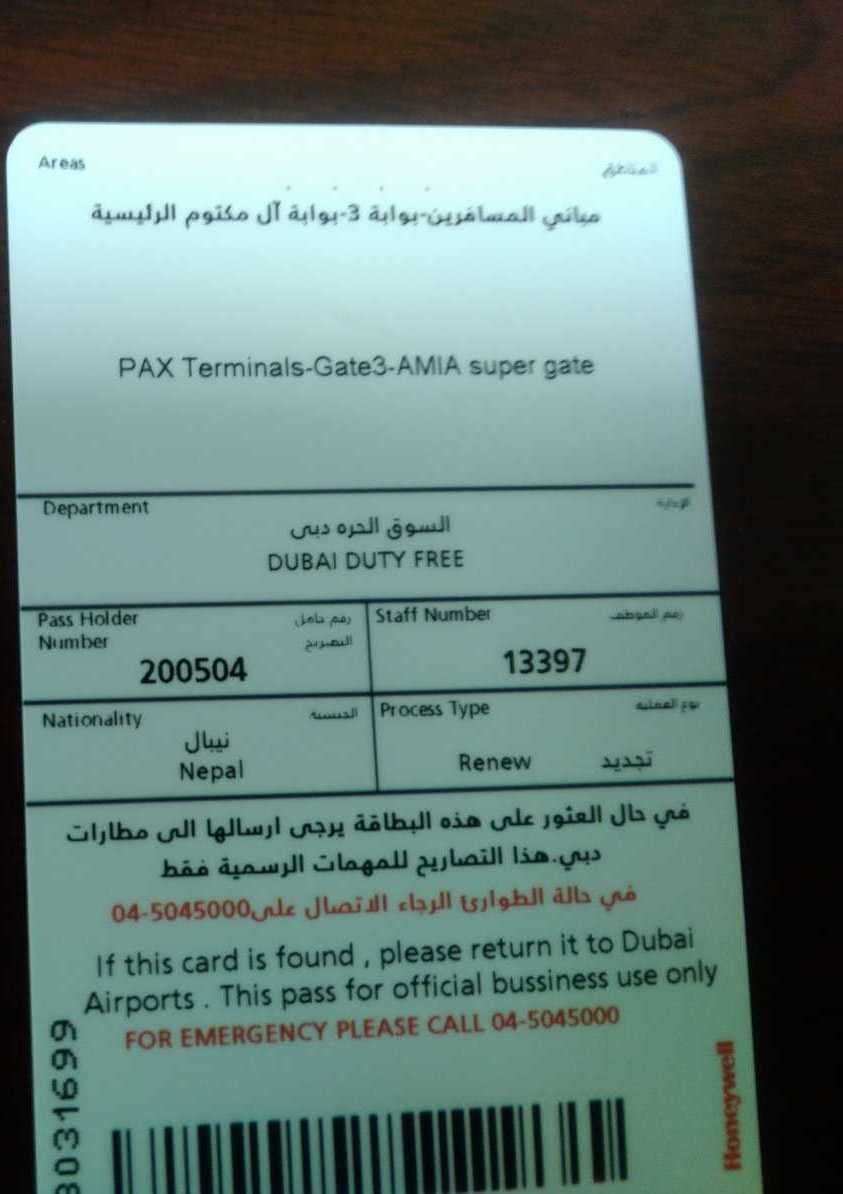 Areas المناطق
مباني المسافرين-بوابة 3-بوابة آل مكتوم الرئيسية
PAX Terminals-Gate3-AMIA super gate
Department الإدارة
السوق الحره دبى
DUBAI DUTY FREE
Pass Holder رقم حامل
Number التصريح
200504
Staff Number رقم الموظف
13397
Nationality الجنسية
نيبال
Nepal
Process Type نوع العملية
Renew تجديد
في حال العثور على هذه البطاقة يرجى ارسالها الى مطارات
دبي.هذا التصاريح للمهمات الرسمية فقط
في حالة الطوارئ الرجاء الاتصال على04-5045000
If this card is found , please return it to Dubai
Airports . This pass for official bussiness use only
FOR EMERGENCY PLEASE CALL 04-5045000
8031699
Honeywell